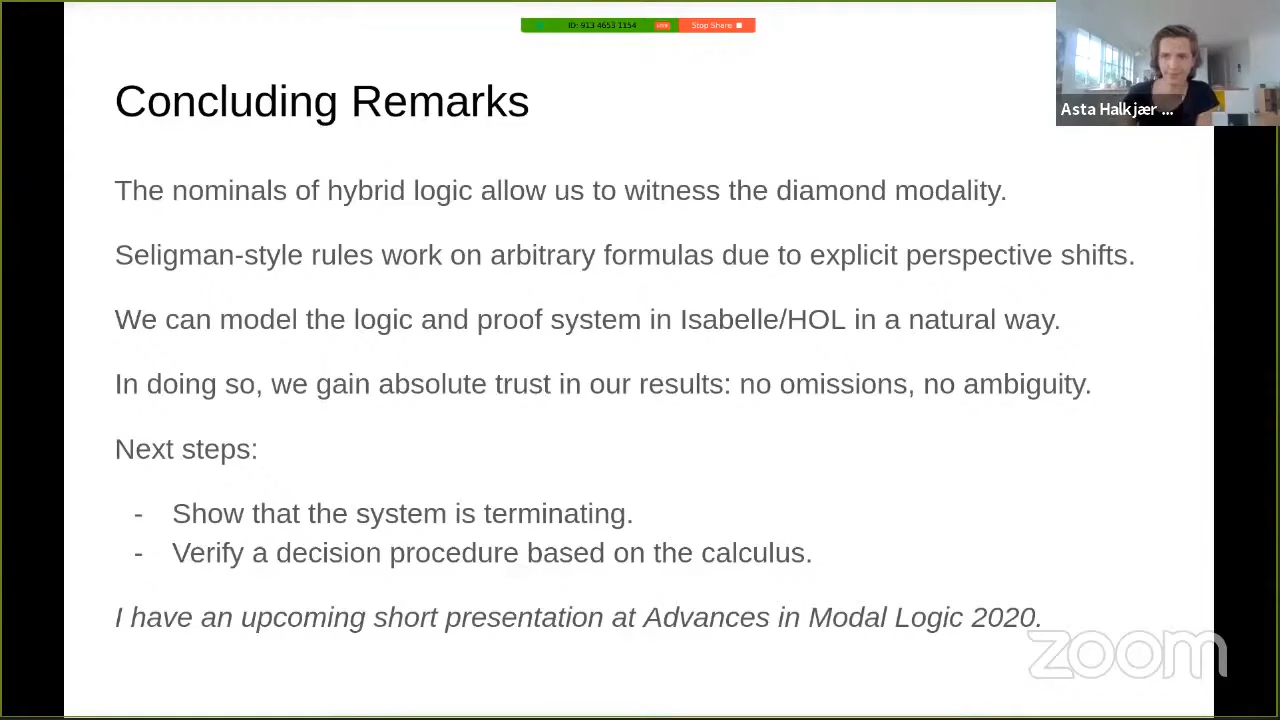 ID: 913 4653 1154 LIVE Stop Share
Concluding Remarks
Asta Halkjær ...
The nominals of hybrid logic allow us to witness the diamond modality.
Seligman-style rules work on arbitrary formulas due to explicit perspective shifts.
We can model the logic and proof system in Isabelle/HOL in a natural way.
In doing so, we gain absolute trust in our results: no omissions, no ambiguity.
Next steps:
- Show that the system is terminating.
- Verify a decision procedure based on the calculus.
I have an upcoming short presentation at Advances in Modal Logic 2020.
zoom